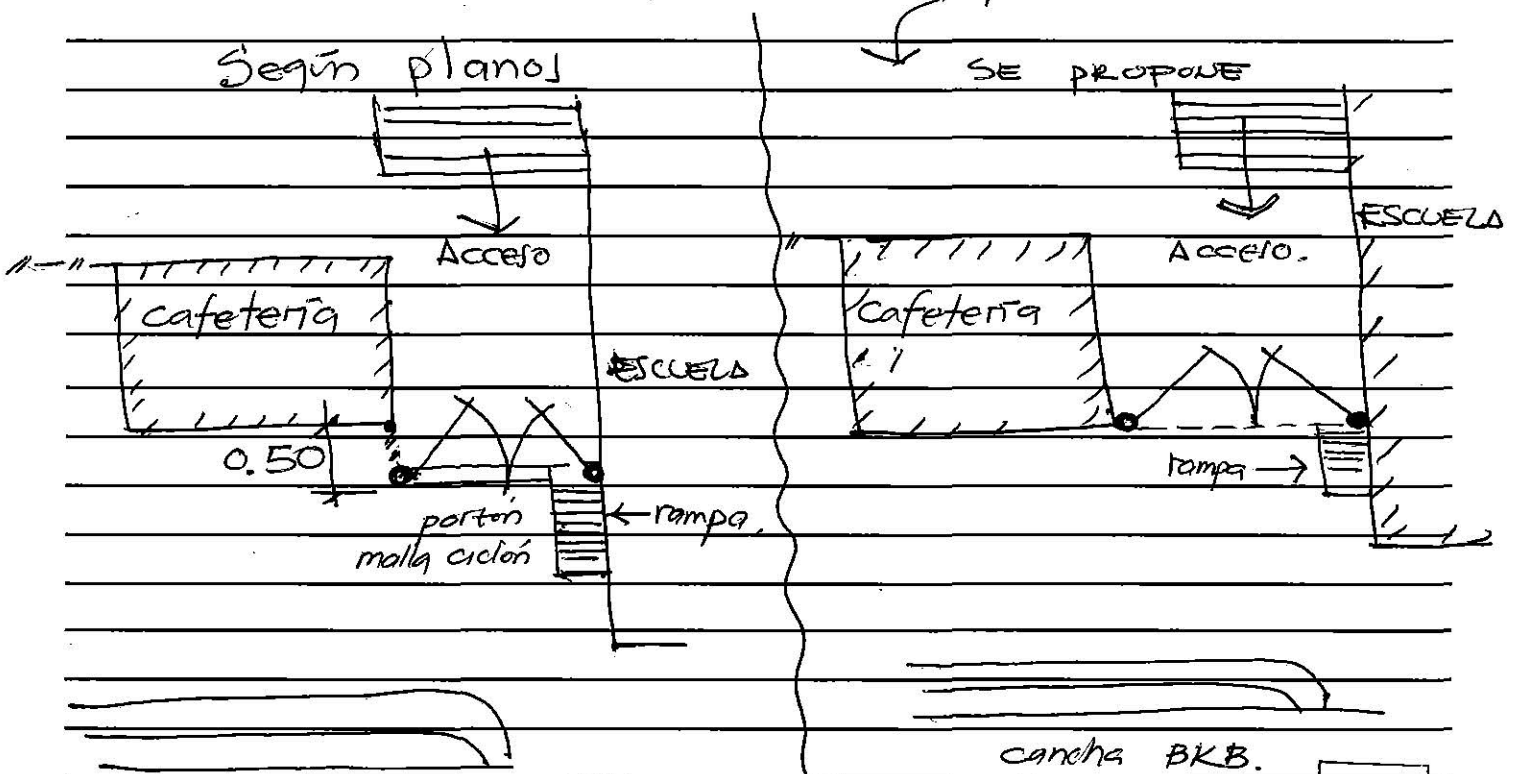 Según planos
Acceso
cafetería
ESCUELA
0.50
portón
malla ciclón
rampa.
SE PROPONE
ESCUELA
Acceso.
Cafetería
rampa
cancha BKB.